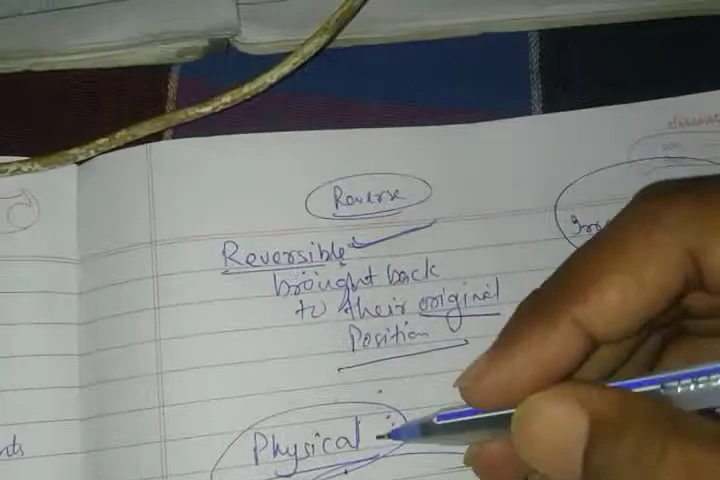 Reverse
Reversible
brought back
to their original
Position
Physical